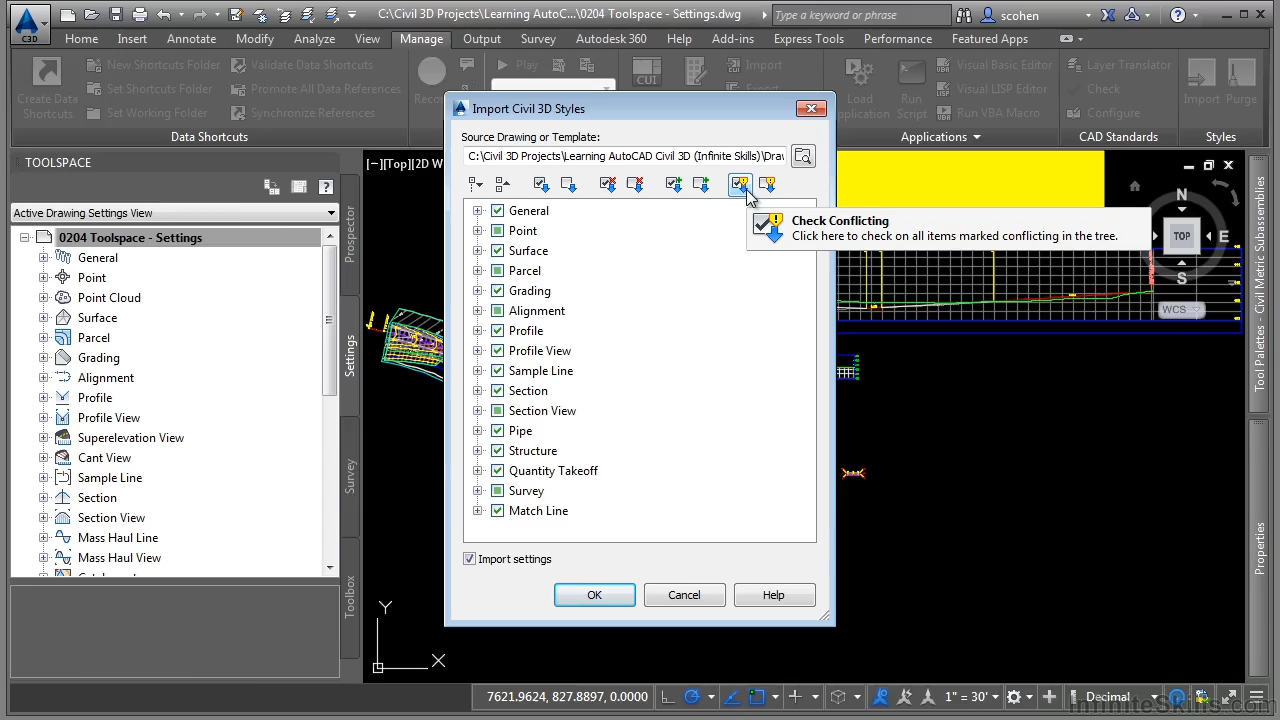 C:\Civil 3D Projects\Learning AutoC...\0204 Toolspace - Settings.dwg
Type a keyword or phrase
scohen
C3D
Home Insert Annotate Modify Analyze View Manage Output Survey Autodesk 360 Help Add-ins Express Tools Performance Featured Apps
New Shortcuts Folder Validate Data Shortcuts Play Import Visual Basic Editor Layer Translator
Set Shortcuts Folder Promote All Data References Visual LISP Editor Check
Working Folder Synchronize References Run VBA Macro Configure
Create Data Shortcuts
CUI
Load Application
Run Script
Import Purge
Data Shortcuts
Applications
CAD Standards
Styles
TOOLSPACE
Active Drawing Settings View
0204 Toolspace - Settings
General
Point
Point Cloud
Surface
Parcel
Grading
Alignment
Profile
Profile View
Superelevation View
Cant View
Sample Line
Section
Section View
Mass Haul Line
Mass Haul View
Prospector
Settings
Survey
Toolbox
[−][Top][2D W
Import Civil 3D Styles
Source Drawing or Template:
C:\Civil 3D Projects\Learning AutoCAD Civil 3D (Infinite Skills)\Drav
General
Point
Surface
Parcel
Grading
Alignment
Profile
Profile View
Sample Line
Section
Section View
Pipe
Structure
Quantity Takeoff
Survey
Match Line
Import settings
OK Cancel Help
Check Conflicting
Click here to check on all items marked conflicting in the tree.
N
TOP
E
S
WCS
Tool Palettes - Civil Metric Subassemblies
Properties
Y
X
7621.9624, 827.8897, 0.0000
1" = 30'
Decimal
InfiniteSkills.com